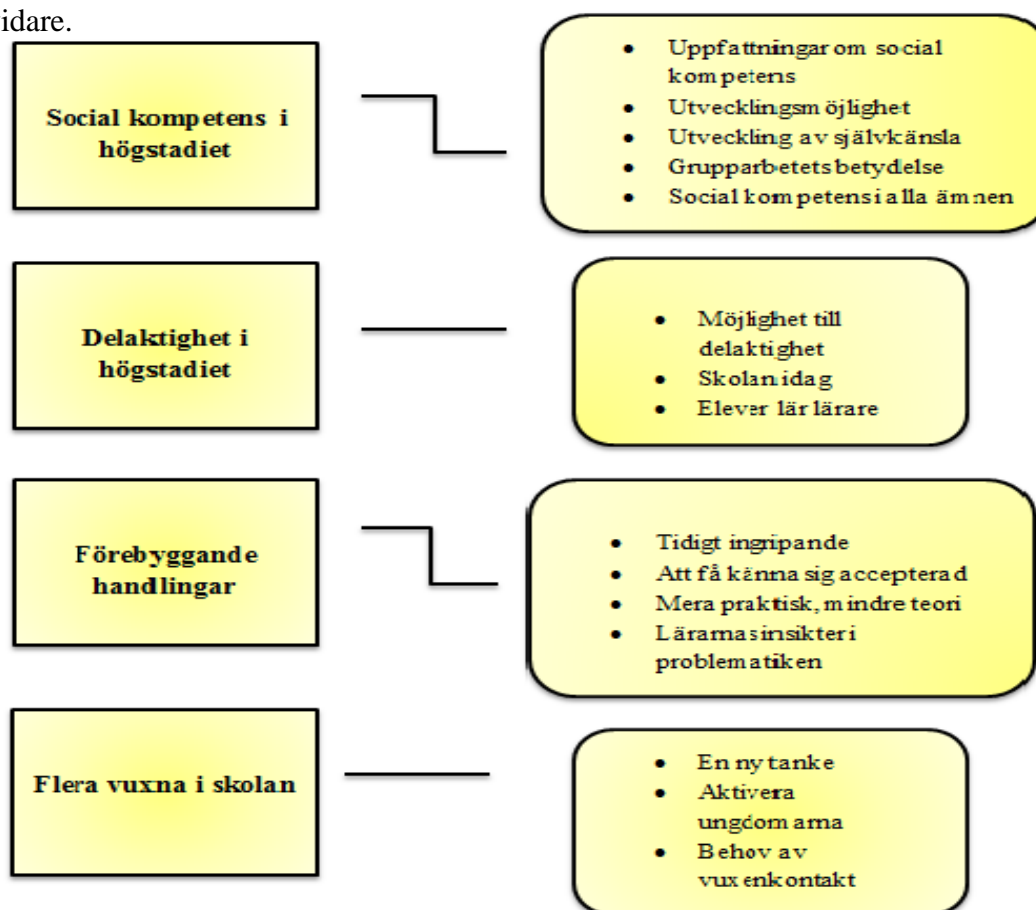 idare.
Social kompetens i
högstadiet
• Uppfattningar om social
kompetens
• Utvecklingsmöjlighet
• Utveckling av självkänsla
• Grupparbetets betydelse
• Social kompetens i alla ämnen
Delaktighet i
högstadiet
• Möjlighet till
delaktighet
• Skolan idag
• Elever lär lärare
Förebyggande
handlingar
• Tidigt ingripande
• Att få känna sig accepterad
• Mera praktisk, mindre teori
• Lärarnas insikter i
problematiken
Flera vuxna i skolan
• En ny tanke
• Aktivera
ungdomarna
• Behov av
vuxenkontakt